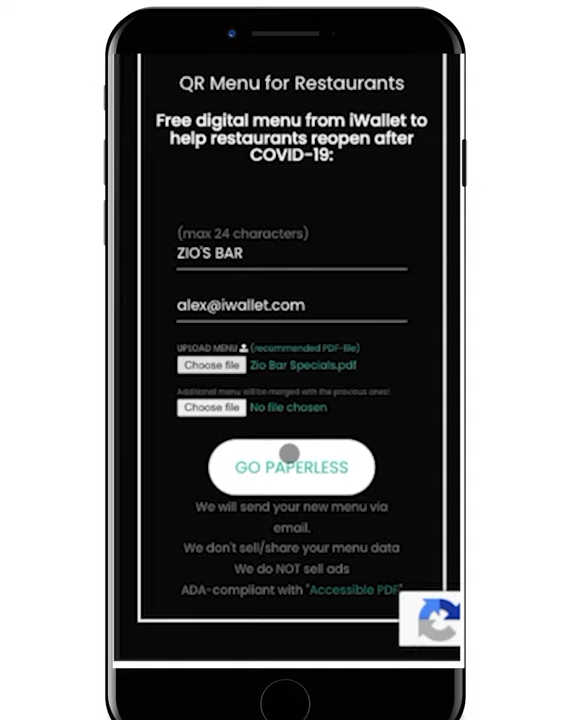 QR Menu for Restaurants
Free digital menu from iWallet to
help restaurants reopen after
COVID-19:
(max 24 characters)
ZIO'S BAR
alex@iwallet.com
UPLOAD MENU (recommended PDF-file)
Choose file Zio Bar Specials.pdf
Additional menu will be merged with the previous ones!
Choose file No file chosen
GO PAPERLESS
We will send your new menu via
email.
We don't sell/share your menu data
We do NOT sell ads
ADA-compliant with "Accessible PDF"